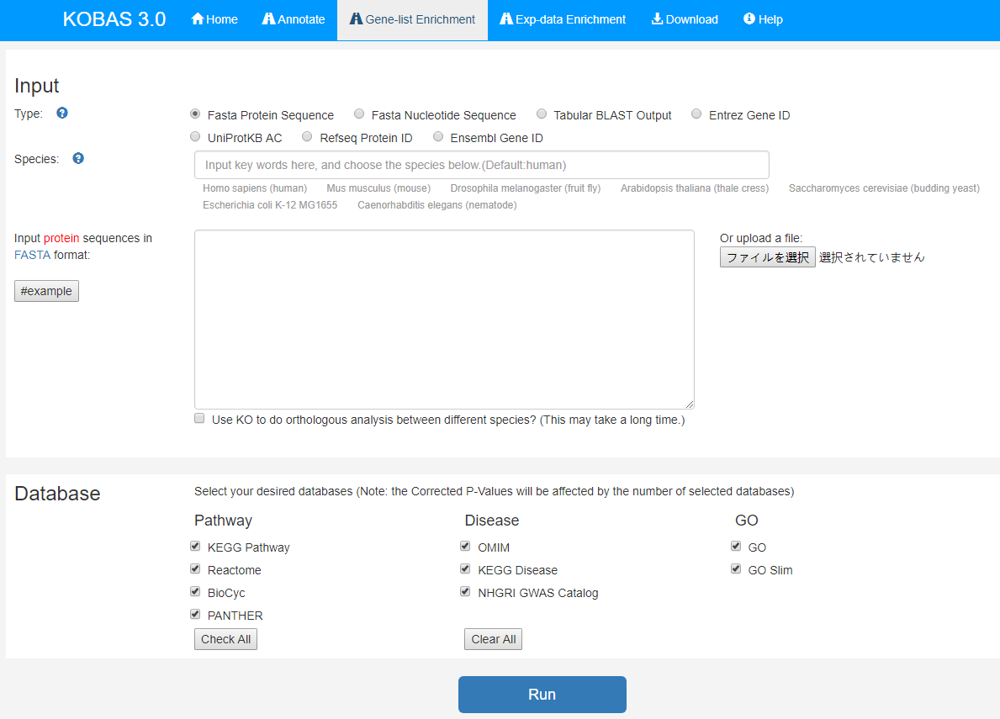 KOBAS 3.0 Home Annotate Gene-list Enrichment Exp-data Enrichment Download Help
Input
Type:
Fasta Protein Sequence Fasta Nucleotide Sequence Tabular BLAST Output Entrez Gene ID
UniProtKB AC Refseq Protein ID Ensembl Gene ID
Species:
Input key words here, and choose the species below.(Default:human)
Homo sapiens (human) Mus musculus (mouse) Drosophila melanogaster (fruit fly) Arabidopsis thaliana (thale cress) Saccharomyces cerevisiae (budding yeast)
Escherichia coli K-12 MG1655 Caenorhabditis elegans (nematode)
Input protein sequences in
FASTA format:
#example
Or upload a file:
ファイルを選択 選択されていません
Use KO to do orthologous analysis between different species? (This may take a long time.)
Database
Select your desired databases (Note: the Corrected P-Values will be affected by the number of selected databases)
Pathway Disease GO
KEGG Pathway OMIM GO
Reactome KEGG Disease GO Slim
BioCyc NHGRI GWAS Catalog
PANTHER
Check All Clear All
Run